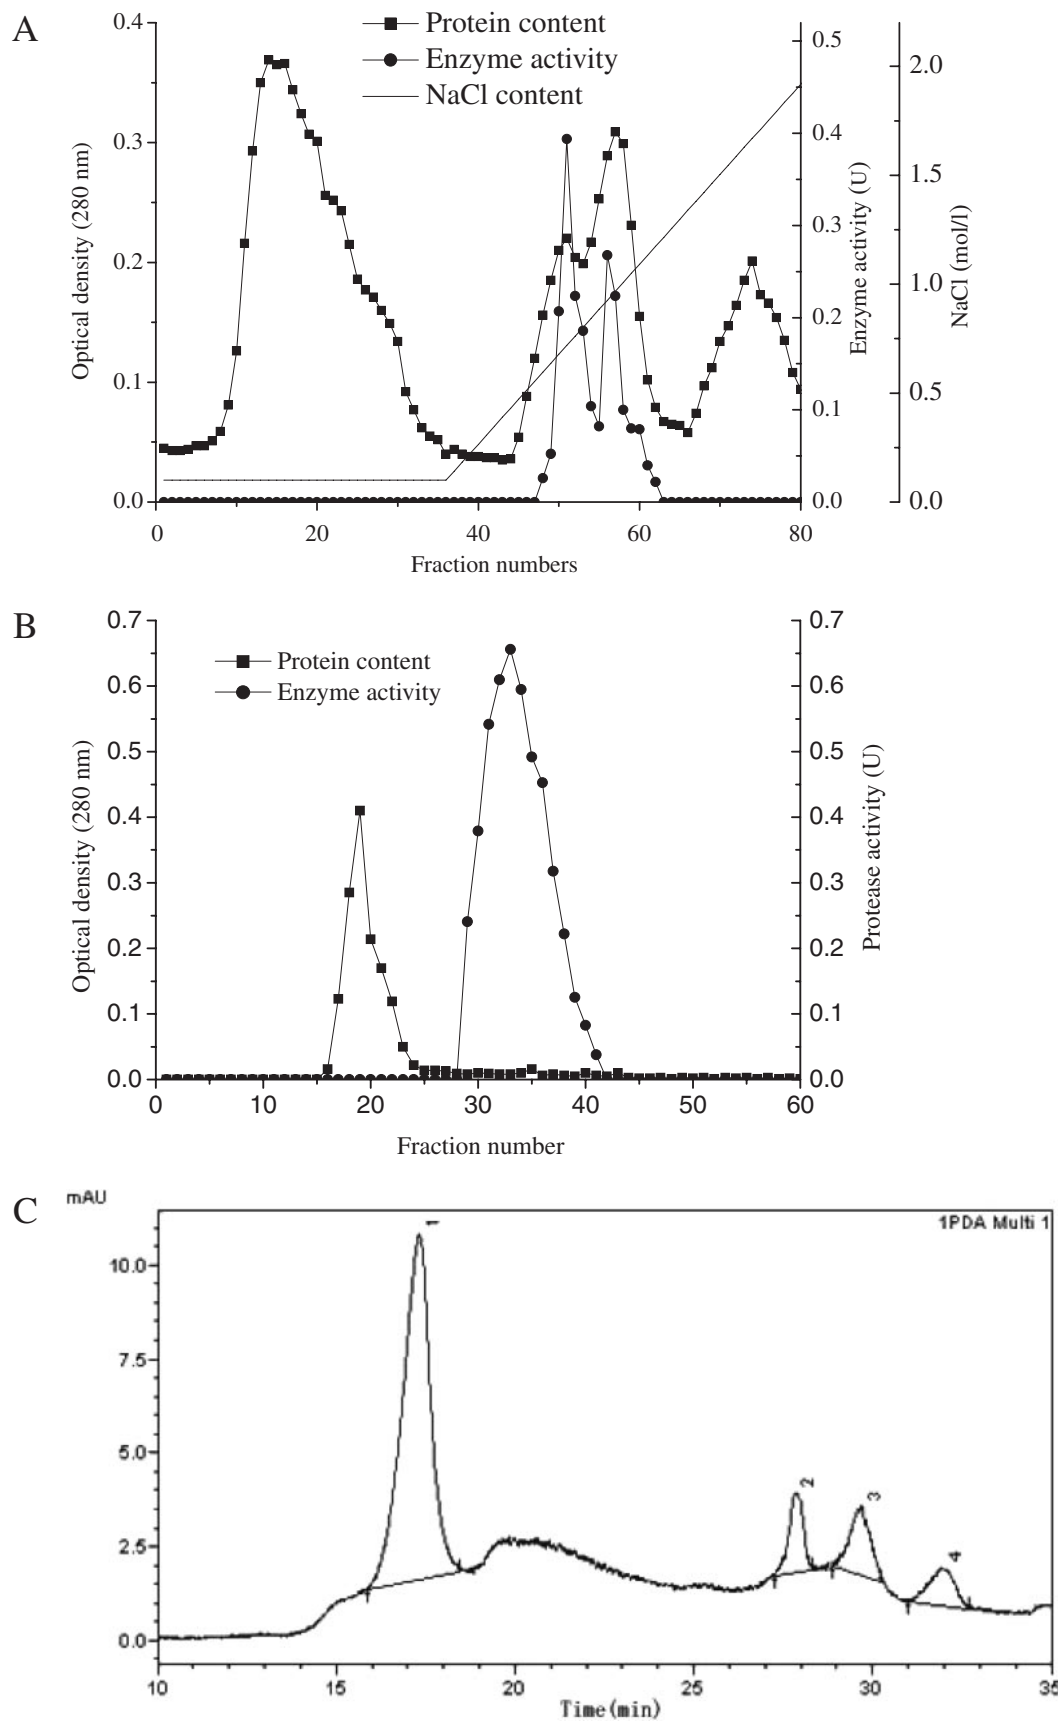 A
Protein content
Enzyme activity
NaCl content
0.4
0.3
0.2
0.1
0.0
Optical density (280 nm)
0.5
0.4
0.3
0.2
0.1
0.0
Enzyme activity (U)
2.0
1.5
1.0
0.5
0.0
NaCl (mol/l)
0 20 40 60 80
Fraction numbers
B
Protein content
Enzyme activity
0.7
0.6
0.5
0.4
0.3
0.2
0.1
0.0
Optical density (280 nm)
0.7
0.6
0.5
0.4
0.3
0.2
0.1
0.0
Protease activity (U)
0 10 20 30 40 50 60
Fraction number
C
mAU
1PDA Multi 1
10.0
7.5
5.0
2.5
0.0
1
2
3
4
10 15 20 25 30 35
Time(min)